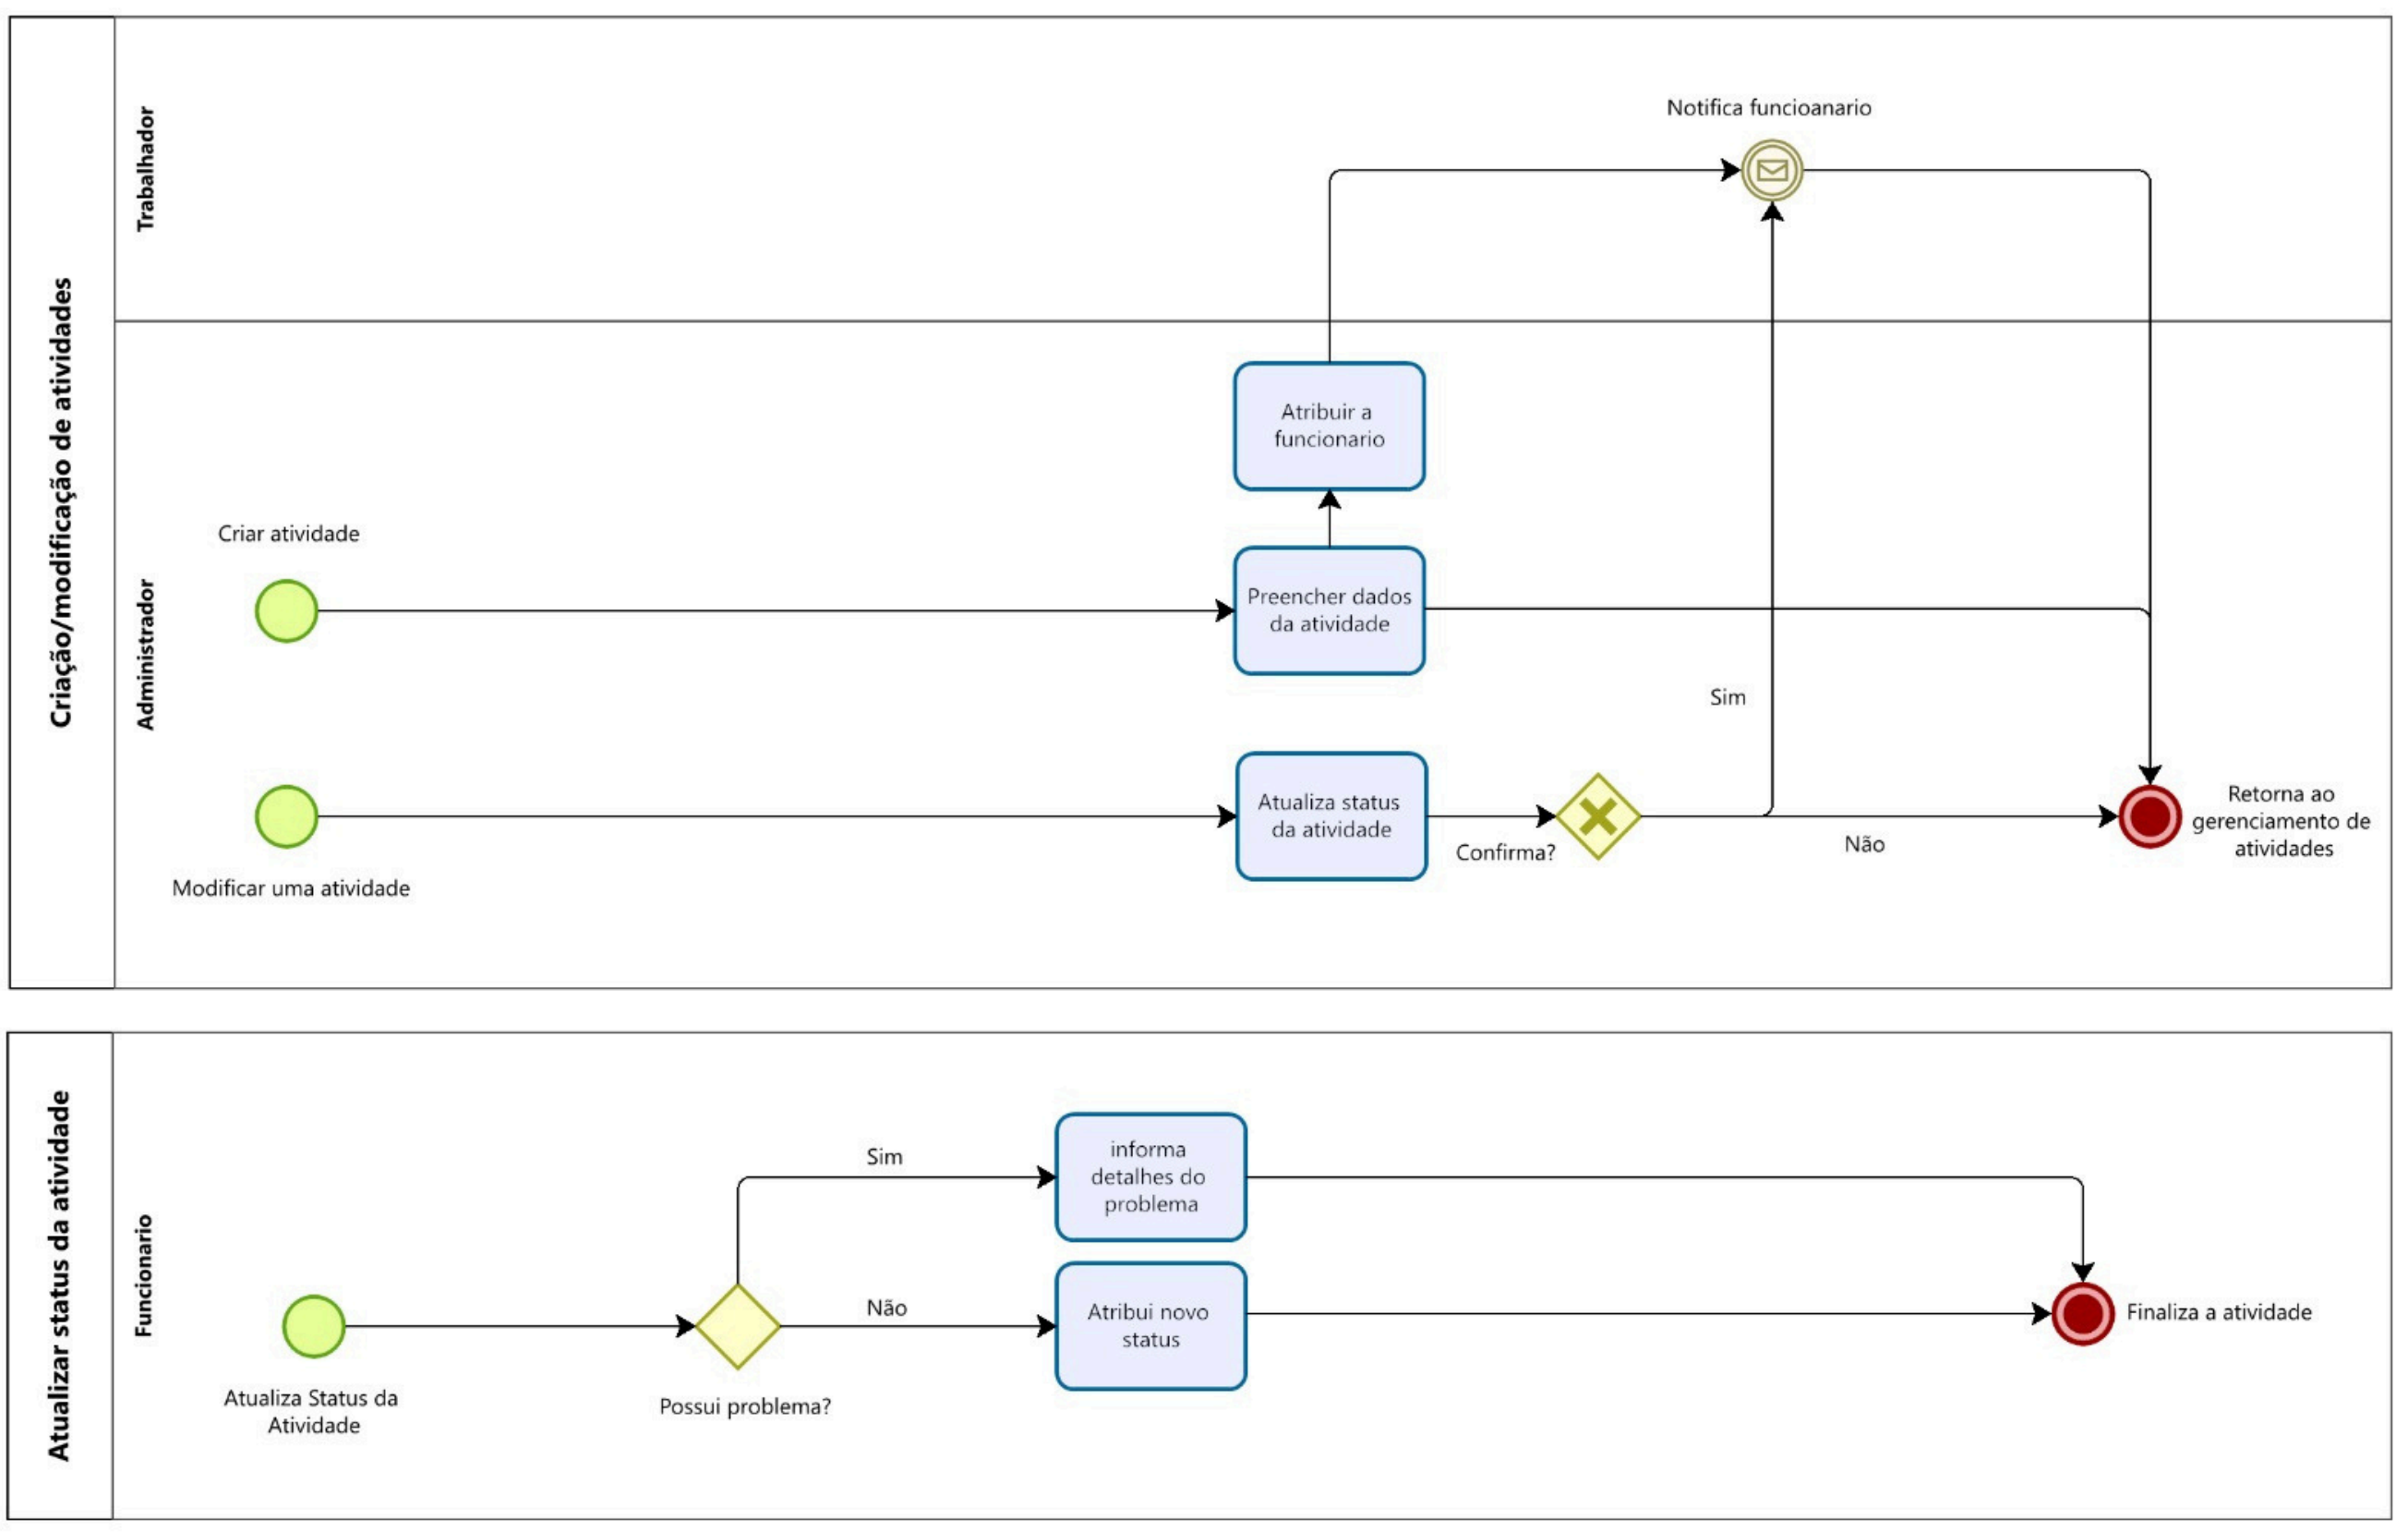 Criação/modificação de atividades
Trabalhador
Notifica funcioanario
Administrador
Atribuir a
funcionario
Criar atividade
Preencher dados
da atividade
Sim
Modificar uma atividade
Atualiza status
da atividade
Confirma?
Não
Retorna ao
gerenciamento de
atividades
Atualizar status da atividade
Funcionario
Atualiza Status da
Atividade
Possui problema?
Sim
informa
detalhes do
problema
Não
Atribui novo
status
Finaliza a atividade